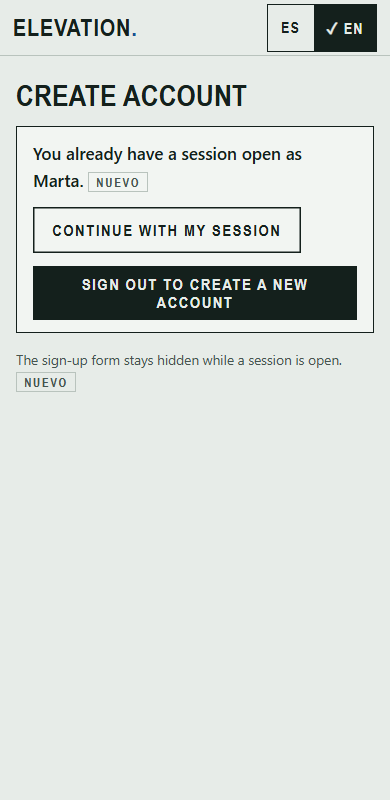 ELEVATION.
ES
✓ EN
CREATE ACCOUNT
You already have a session open as
Marta. NUEVO
CONTINUE WITH MY SESSION
SIGN OUT TO CREATE A NEW
ACCOUNT
The sign-up form stays hidden while a session is open.
NUEVO